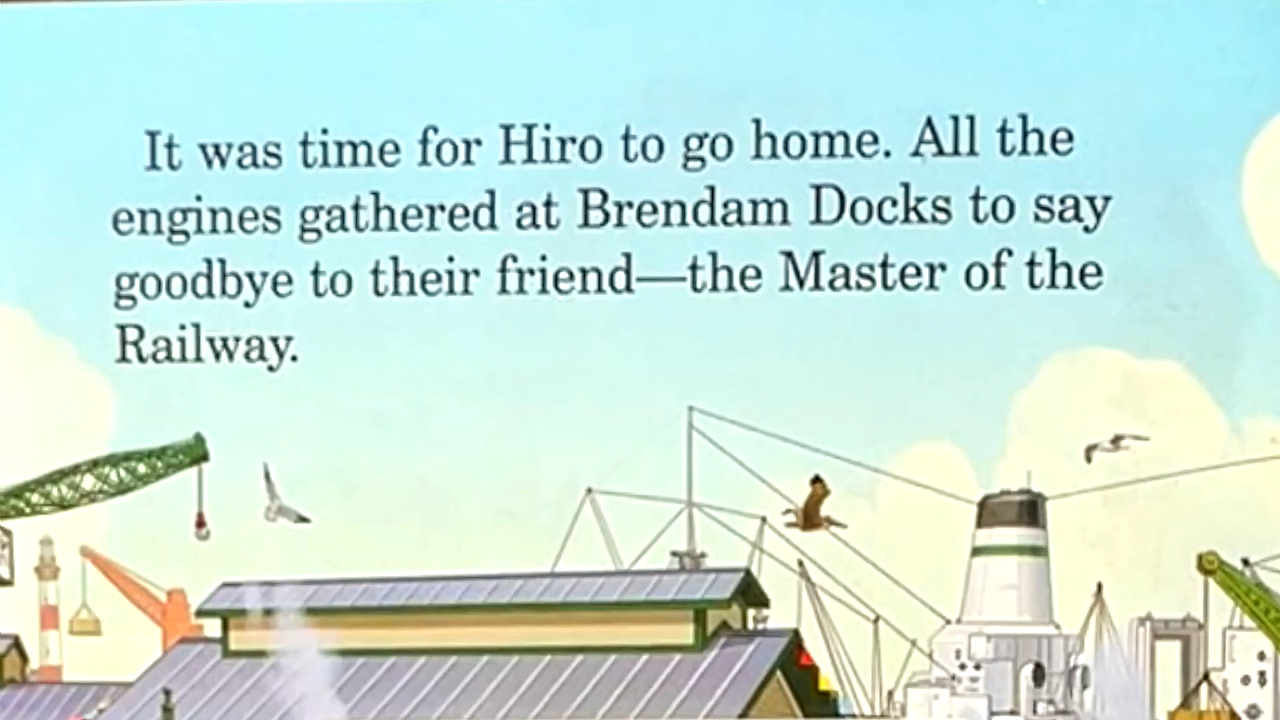 It was time for Hiro to go home. All the
engines gathered at Brendam Docks to say
goodbye to their friend—the Master of the
Railway.